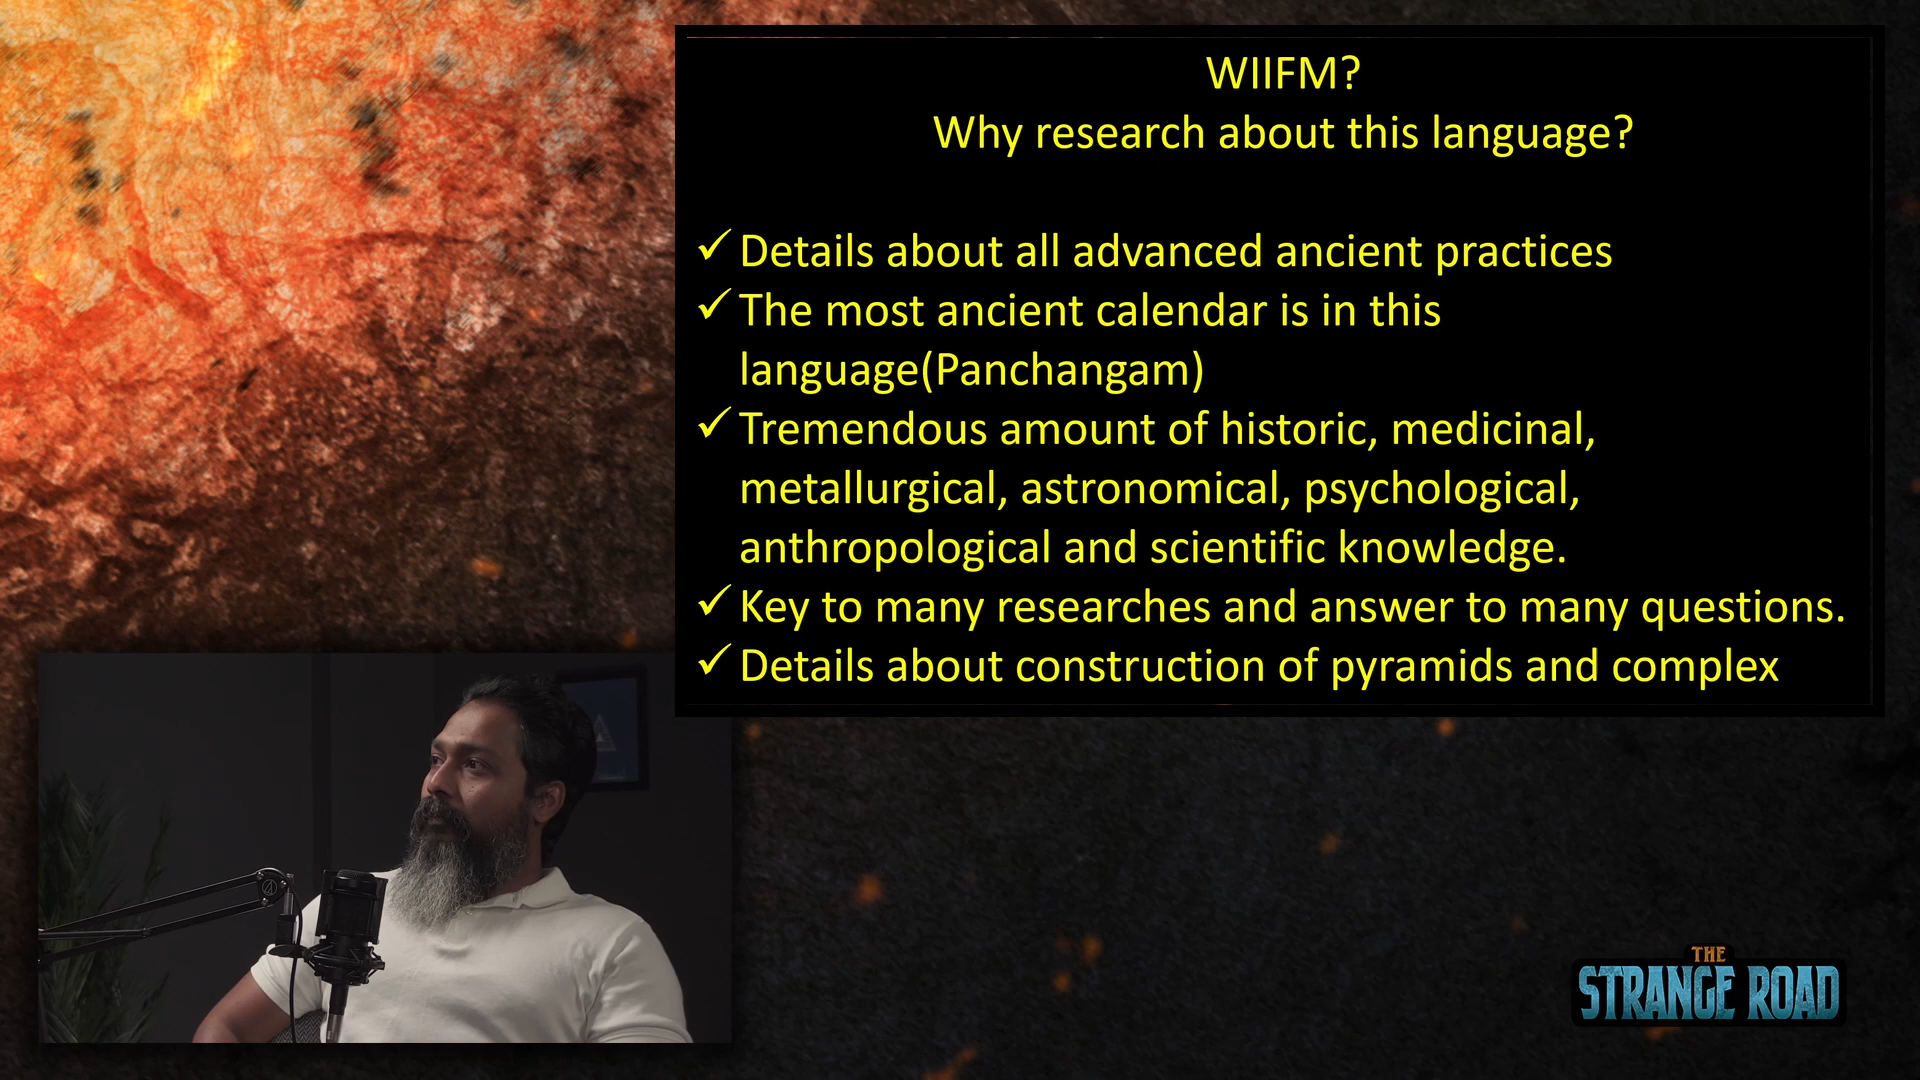 WIIFM?
Why research about this language?
✓ Details about all advanced ancient practices
✓ The most ancient calendar is in this
language(Panchangam)
✓ Tremendous amount of historic, medicinal,
metallurgical, astronomical, psychological,
anthropological and scientific knowledge.
✓ Key to many researches and answer to many questions.
✓ Details about construction of pyramids and complex
THE
STRANGE ROAD